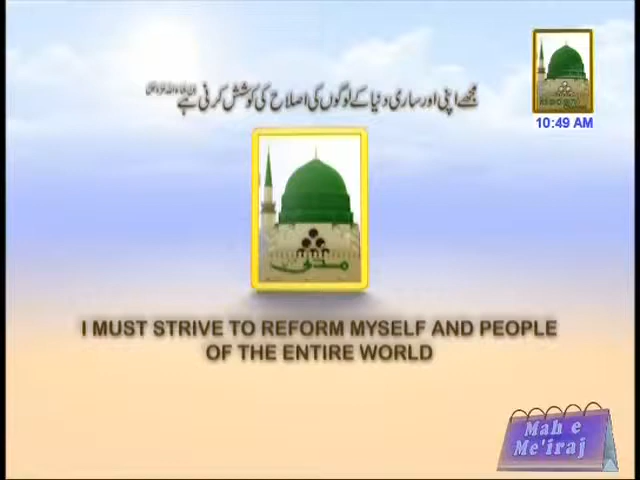 مجھے اپنی اور ساری دنیا کے لوگوں کی اصلاح کی کوشش کرنی ہے
10:49 AM
مدنی
I MUST STRIVE TO REFORM MYSELF AND PEOPLE
OF THE ENTIRE WORLD
Mah e
Me'iraj